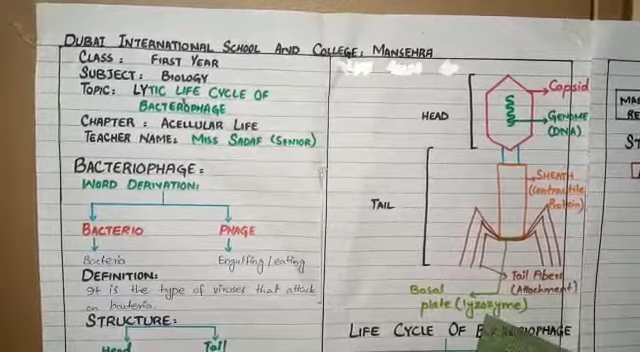 DUBAI INTERNATIONAL SCHOOL AND COLLEGE, MANSEHRA
CLASS: FIRST YEAR
SUBJECT: BIOLOGY
TOPIC: LYTIC LIFE CYCLE OF
BACTEROPHAGE
CHAPTER: ACELLULAR LIFE
TEACHER NAME: MISS SADAF (SENIOR)
BACTERIOPHAGE:
WORD DERIVATION:
BACTERIO PHAGE
Bacteria Engulfing/eating
DEFINITION:
It is the type of viruses that attack
on bacteria.
STRUCTURE:
Head Tail
HEAD
Capsid
GENOME
(DNA)
TAIL
SHEATH
(Contractile
Protein)
Tail Fibers
(Attachment)
Basal
plate (lyzozyme)
LIFE CYCLE OF BACTERIOPHAGE